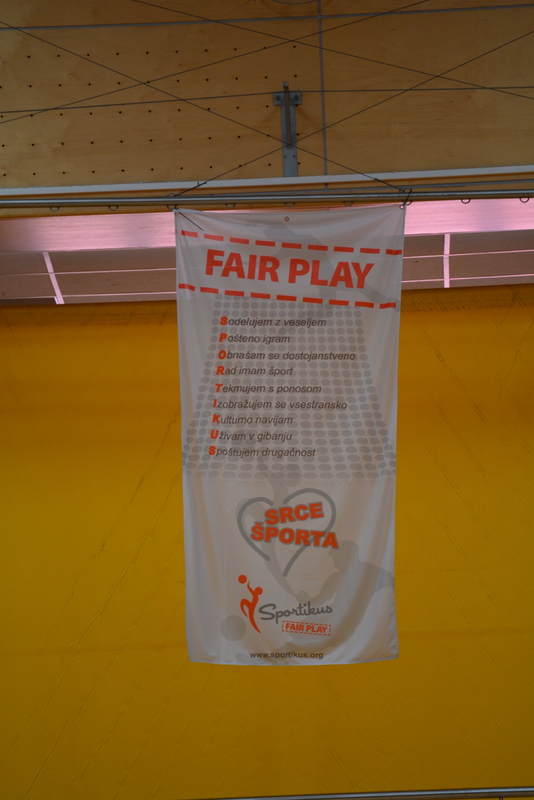 FAIR PLAY
Sodelujem z veseljem
Pošteno igram
Obnašam se dostojanstveno
Rad imam šport
Tekmujem s ponosom
Izobražujem se vsestransko
Kulturno navijam
Uživam v gibanju
Spoštujem drugačnost
SRCE
ŠPORTA
Sportikus
FAIR PLAY
www.sportikus.org